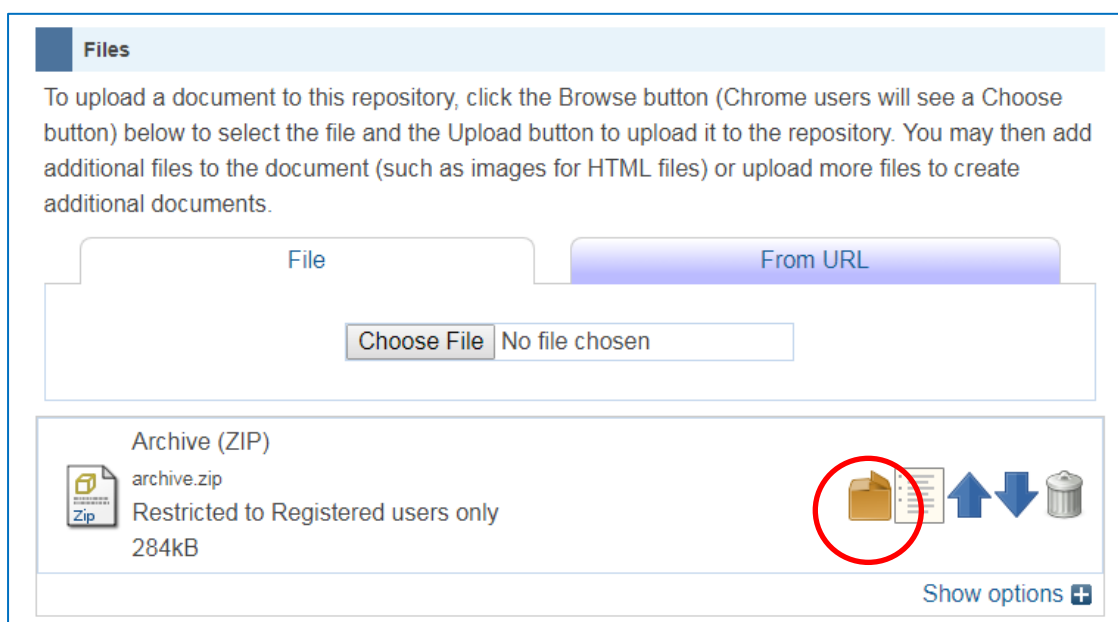 Files
To upload a document to this repository, click the Browse button (Chrome users will see a Choose
button) below to select the file and the Upload button to upload it to the repository. You may then add
additional files to the document (such as images for HTML files) or upload more files to create
additional documents.
File
From URL
Choose File No file chosen
Archive (ZIP)
archive.zip
Zip
Restricted to Registered users only
284kB
Show options